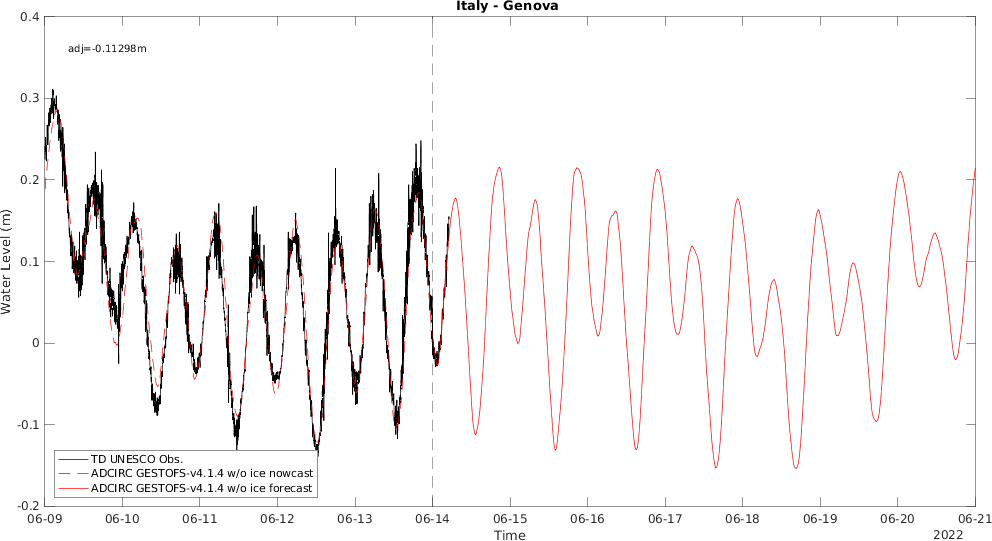 Italy - Genova
adj=-0.11298m
Water Level (m)
0.4
0.3
0.2
0.1
0
-0.1
-0.2
TD UNESCO Obs.
ADCIRC GESTOFS-v4.1.4 w/o ice nowcast
ADCIRC GESTOFS-v4.1.4 w/o ice forecast
06-09 06-10 06-11 06-12 06-13 06-14 06-15 06-16 06-17 06-18 06-19 06-20 06-21
Time
2022